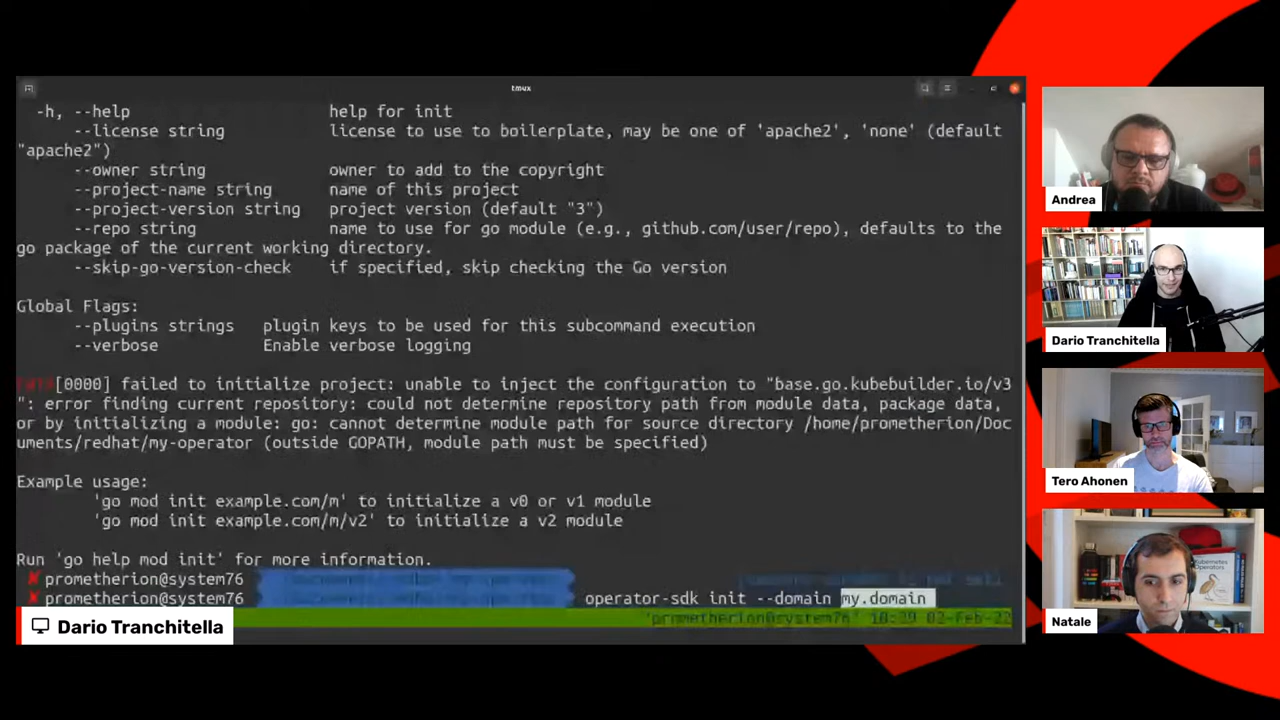 tmux
-h, --help help for init
--license string license to use to boilerplate, may be one of 'apache2', 'none' (default
"apache2")
--owner string owner to add to the copyright
--project-name string name of this project
--project-version string project version (default "3")
--repo string name to use for go module (e.g., github.com/user/repo), defaults to the
go package of the current working directory.
--skip-go-version-check if specified, skip checking the Go version
Global Flags:
--plugins strings plugin keys to be used for this subcommand execution
--verbose Enable verbose logging
[0000] failed to initialize project: unable to inject the configuration to "base.go.kubebuilder.io/v3
": error finding current repository: could not determine repository path from module data, package data,
or by initializing a module: go: cannot determine module path for source directory /home/prometherion/Doc
uments/redhat/my-operator (outside GOPATH, module path must be specified)
Example usage:
'go mod init example.com/m' to initialize a v0 or v1 module
'go mod init example.com/m/v2' to initialize a v2 module
Run 'go help mod init' for more information.
✘ prometherion@system76
✘ prometherion@system76 operator-sdk init --domain my.domain
'prometherion@system76' 18:39 02-Feb-22
Dario Tranchitella
Andrea
Dario Tranchitella
Tero Ahonen
Kubernetes
Operators
Natale